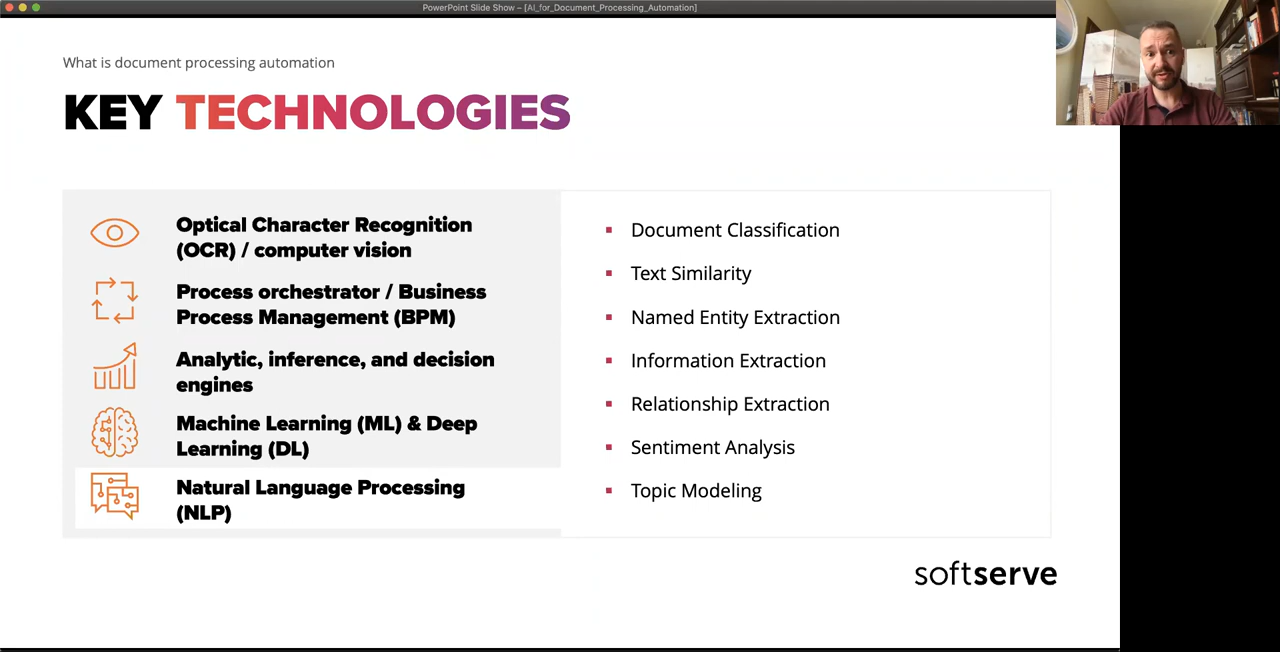 PowerPoint Slide Show – [AI_for_Document_Processing_Automation]
What is document processing automation
KEY TECHNOLOGIES
Optical Character Recognition
(OCR) / computer vision
Process orchestrator / Business
Process Management (BPM)
Analytic, inference, and decision
engines
Machine Learning (ML) & Deep
Learning (DL)
Natural Language Processing
(NLP)
Document Classification
Text Similarity
Named Entity Extraction
Information Extraction
Relationship Extraction
Sentiment Analysis
Topic Modeling
softserve